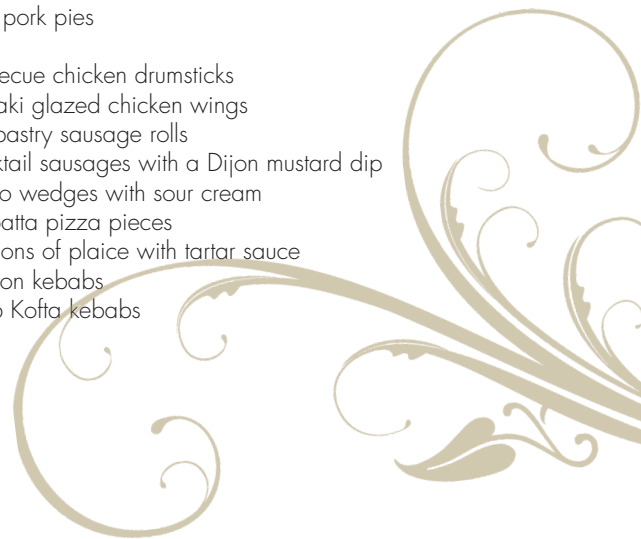 pork pies
ecue chicken drumsticks
aki glazed chicken wings
pastry sausage rolls
ktail sausages with a Dijon mustard dip
o wedges with sour cream
patta pizza pieces
ons of plaice with tartar sauce
on kebabs
o Kofta kebabs